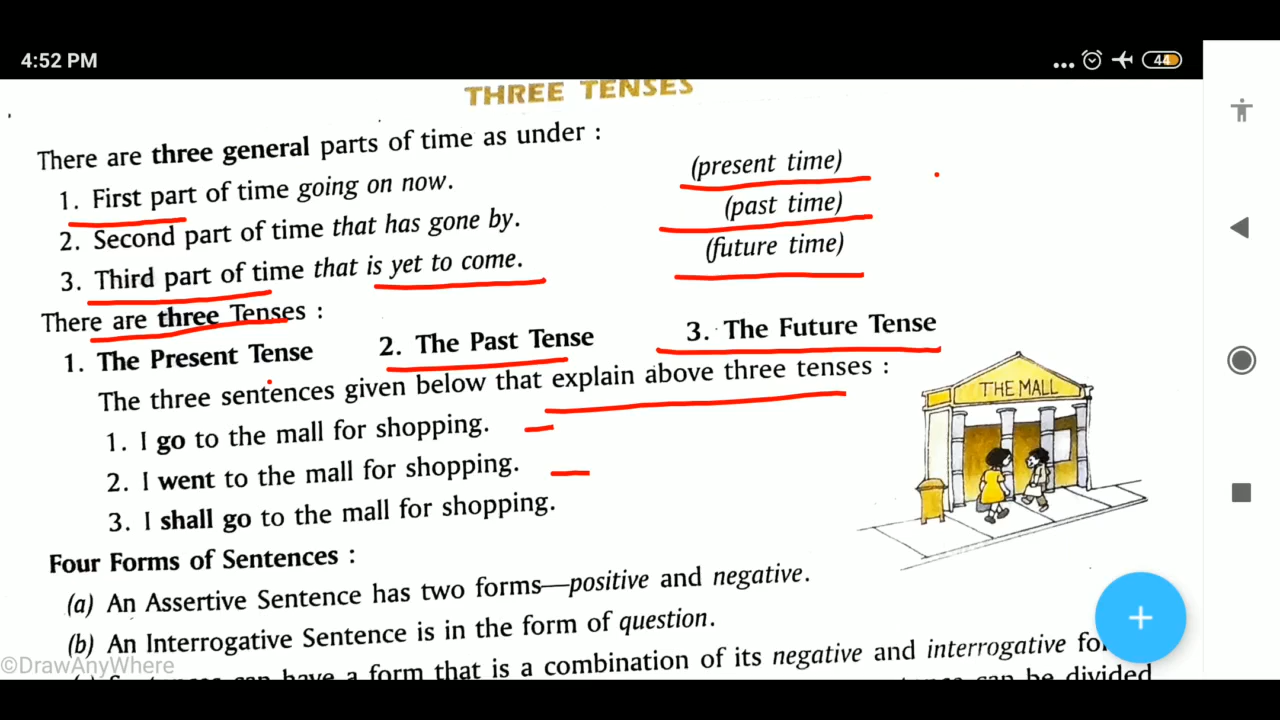 4:52 PM
44
THREE TENSES
There are three general parts of time as under :
1. First part of time going on now. (present time)
2. Second part of time that has gone by. (past time)
3. Third part of time that is yet to come. (future time)
There are three Tenses :
1. The Present Tense 2. The Past Tense 3. The Future Tense
The three sentences given below that explain above three tenses :
1. I go to the mall for shopping.
2. I went to the mall for shopping.
3. I shall go to the mall for shopping.
THE MALL
Four Forms of Sentences :
(a) An Assertive Sentence has two forms—positive and negative.
(b) An Interrogative Sentence is in the form of question.
have a form that is a combination of its negative and interrogative
can be divided
©DrawAnyWhere